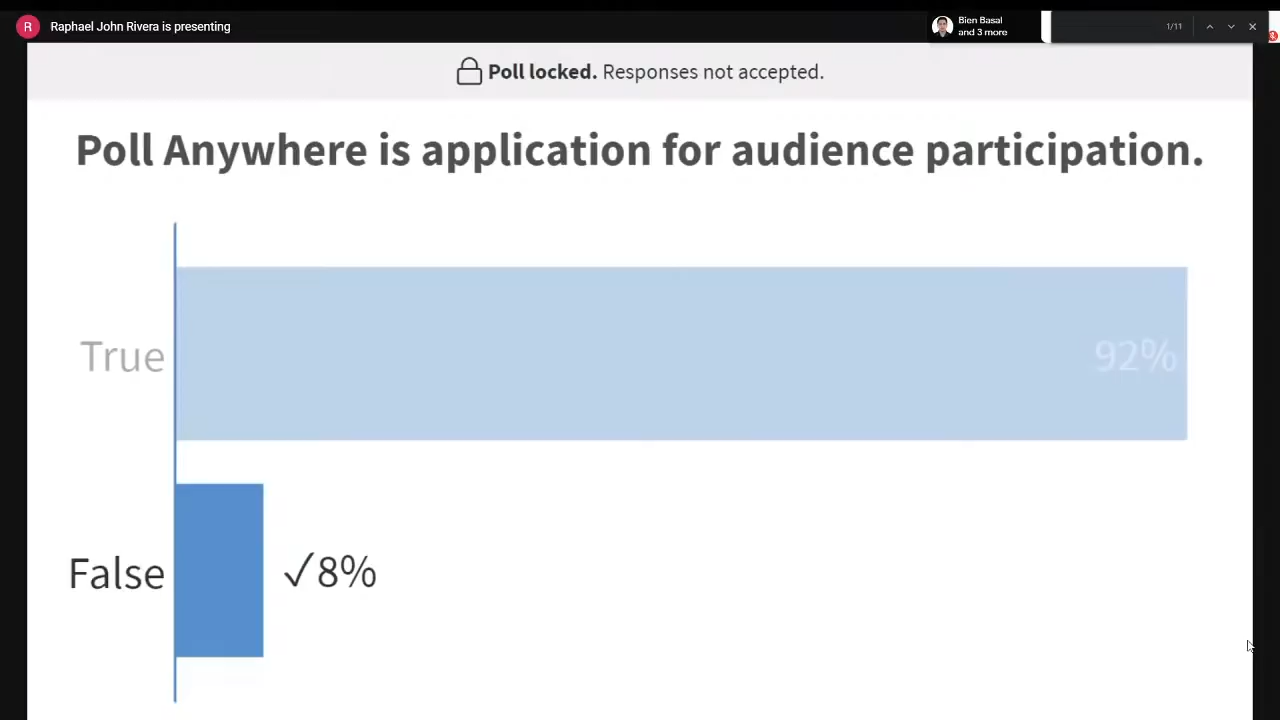 R Raphael John Rivera is presenting
Bien Basal
and 3 more
1/11
Poll locked. Responses not accepted.
Poll Anywhere is application for audience participation.
True
92%
False
✓8%